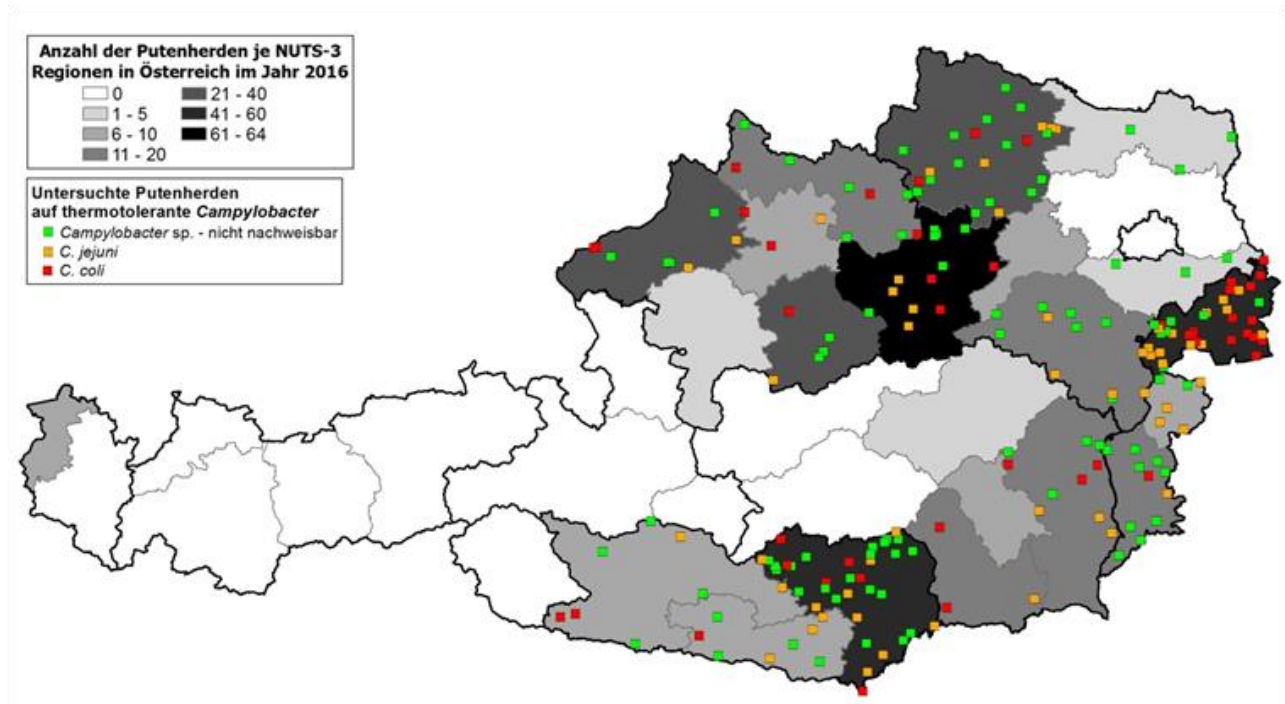 Anzahl der Putenherden je NUTS-3
Regionen in Österreich im Jahr 2016
0
21 - 40
1 - 5
41 - 60
6 - 10
61 - 64
11 - 20
Untersuchte Putenherden
auf thermotolerante Campylobacter
Campylobacter sp. - nicht nachweisbar
C. jejuni
C. coli